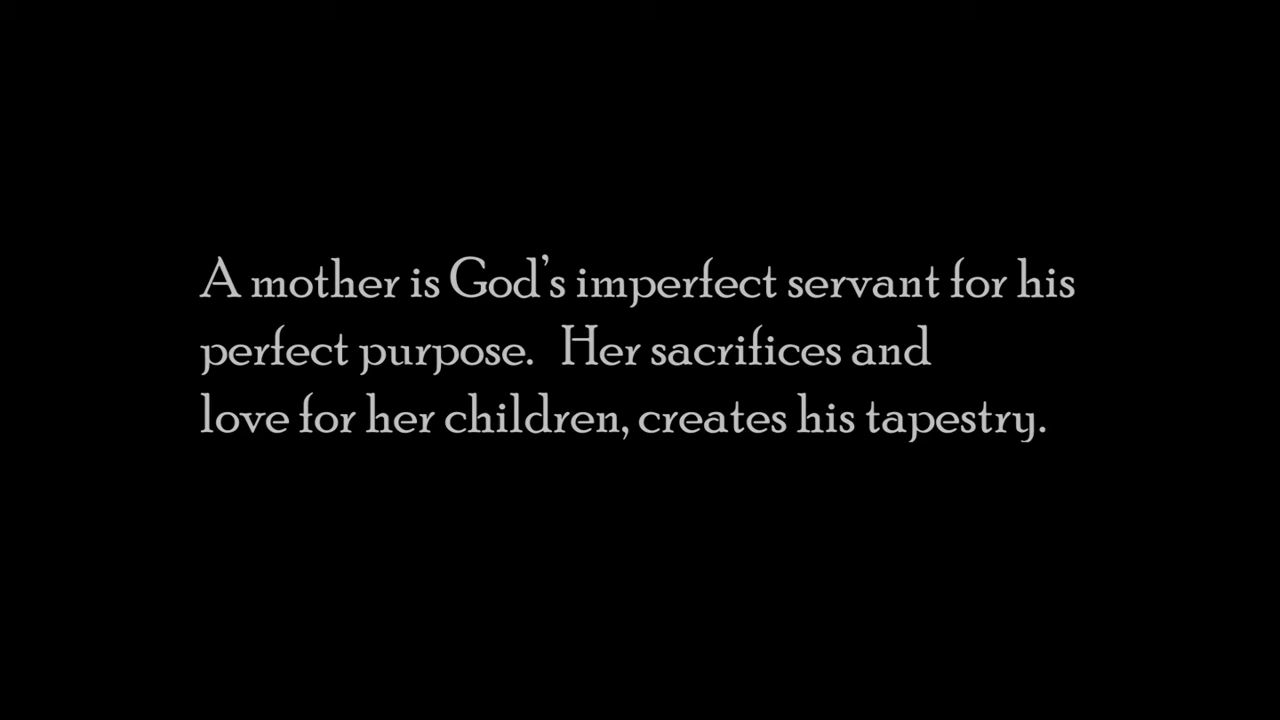 A mother is God’s imperfect servant for his
perfect purpose.  Her sacrifices and
love for her children, creates his tapestry.